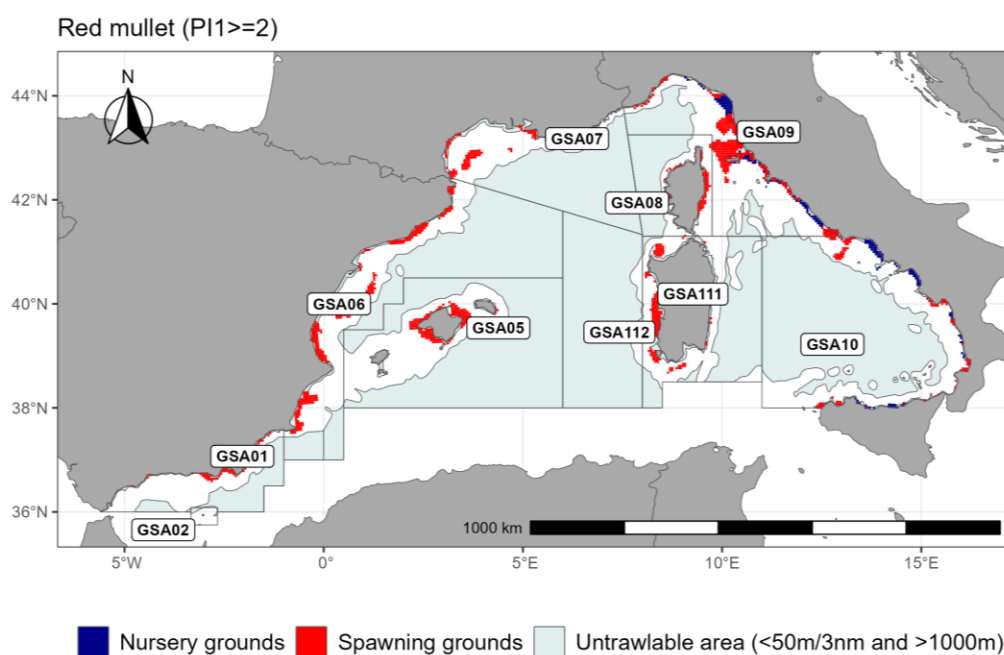 Red mullet (PI1>=2)
N
44°N
42°N
40°N
38°N
36°N
GSA09
GSA07
GSA08
GSA111
GSA06
GSA05
GSA112
GSA10
GSA01
GSA02
1000 km
5°W
0°
5°E
10°E
15°E
Nursery grounds
Spawning grounds
Untrawlable area (<50m/3nm and >1000m)